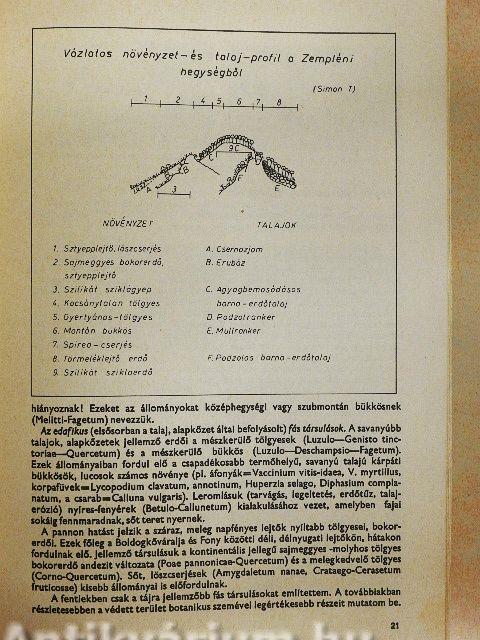 Vázlatos növényzet-és talaj-profil a Zempléni
hegységből
(Simon T)
1 2 4 5 6 7 8
9 C
B
A
3
F
E
NÖVÉNYZET
TALAJOK
1. Sztyepplejtő, lászcserjés
2. Sajmeggyes bokorerdő,
sztyepplejtő
3. Szilikát sziklagyep
4. Kocsánytalan tölgyes
5. Gyertyános-tölgyes
6. Montán bükkös
7. Spirea-cserjés
8. Törmeléklejtő erdő
9. Szilikát sziklaerdő
A. Csernozjom
B. Erubáz
C. Agyagbemosódásos
barna-erdőtalaj
D. Podzolranker
E. Mullranker
F. Podzolos barna-erdőtalaj
hiányoznak! Ezeket az állományokat középhegységi vagy szubmontán bükkösnek
(Melitti-Fagetum) nevezzük.
Az edafikus (elsősorban a talaj, alapkőzet által befolyásolt) fás társulások. A savanyúbb
talajok, alapkőzetek jellemző erdői a mészkerülő tölgyesek (Luzulo—Genisto tinc-
toriae—Quercetum) és a mészkerülő bükkös (Luzulo—Deschampsio—Fagetum).
Ezek állományaiban fordul elő a csapadékosabb termőhelyű, savanyú talajú kárpáti
bükkösök, lucosok számos növénye (pl. áfonyák=Vaccinum vitis-idaea, V. myrtillus,
korpafüvek=Lycopodium clavatum, annotinum, Huperzia selago, Diphasium compla-
natum, a csarab=Calluna vulgaris). Leromlásuk (tarvágás, legeltetés, erdőtűz, talaj-
erózió) nyíres-fenyérek (Betulo-Callunetum) kialakulásához vezet, amelyben fajai
sokáig fennmaradnak, sőt teret nyernek.
A pannon hatást jelzik a száraz, meleg napfényes lejtők nyíltabb tölgyesei, bokor-
erdői. Ezek főleg a Boldogkőváralja és Fony közötti déli, délnyugati lejtőkön, hátakon
fordulnak elő. Jellemző társulásuk a kontinentális jellegű sajmeggyes -molyhos tölgyes
bokorerdő andezit változata (Poae pannonicae-Quercetum) és a melegkedvelő tölgyes
(Corno-Quercetum). Sőt, löszcserjések (Amygdaletum nanae, Crataego-Cerasetum
fruticosse) kisebb állományai is előfordulnak.
A fentiekben csak a tájra jellemzőbb fás társulásokat említettem. A továbbiakban
részletesebben a védett terület botanikus szemével legértékesebb részeit mutatom be.
21